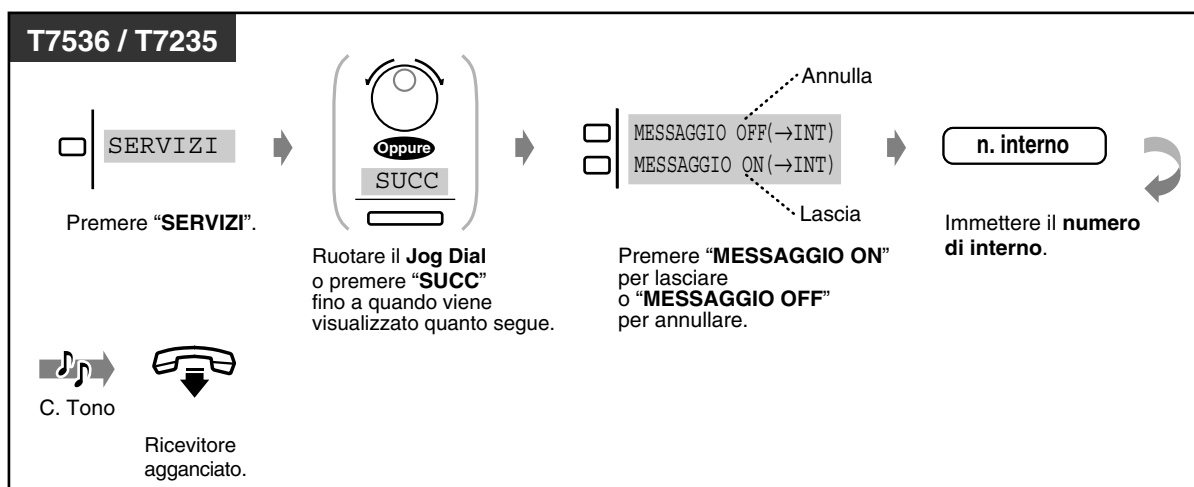 T7536 / T7235
SERVIZI
Premere “SERVIZI”.
Oppure
SUCC
Ruotare il Jog Dial
o premere “SUCC”
fino a quando viene
visualizzato quanto segue.
Annulla
MESSAGGIO OFF(→INT)
MESSAGGIO ON(→INT)
Lascia
Premere “MESSAGGIO ON”
per lasciare
o “MESSAGGIO OFF”
per annullare.
n. interno
Immettere il numero
di interno.
C. Tono
Ricevitore
agganciato.